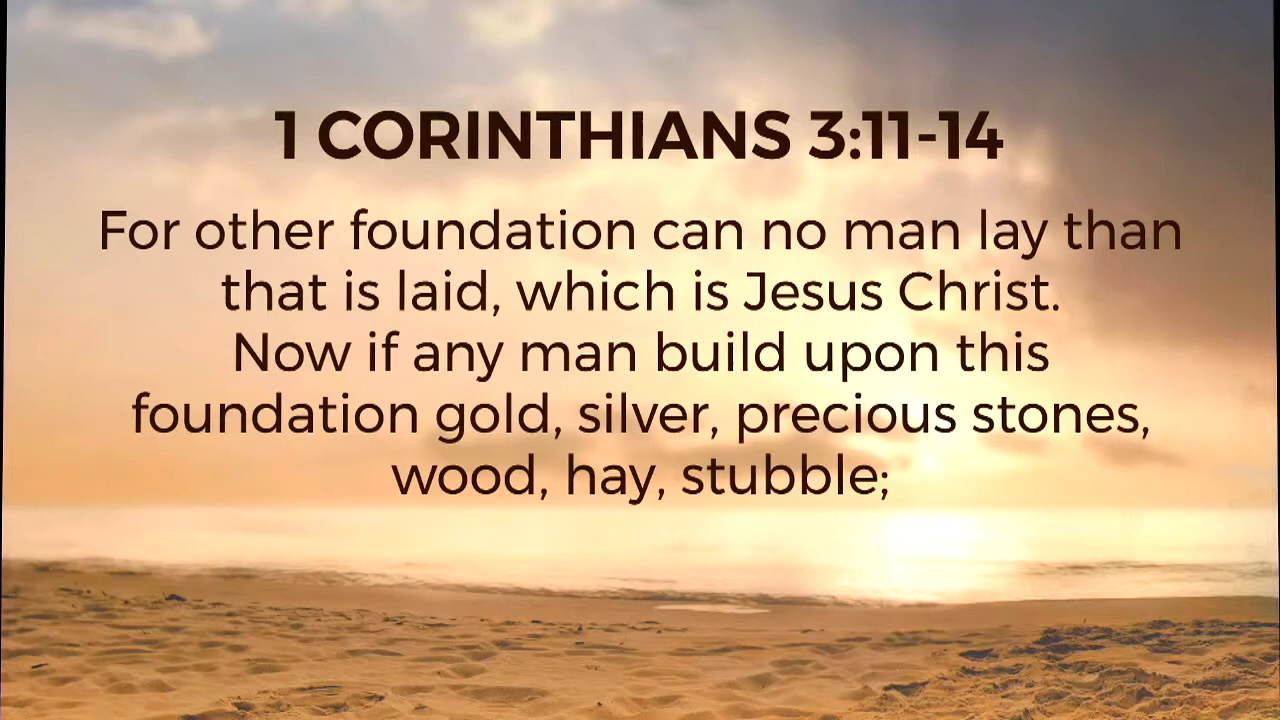 1 CORINTHIANS 3:11-14
For other foundation can no man lay than
that is laid, which is Jesus Christ.
Now if any man build upon this
foundation gold, silver, precious stones,
wood, hay, stubble;